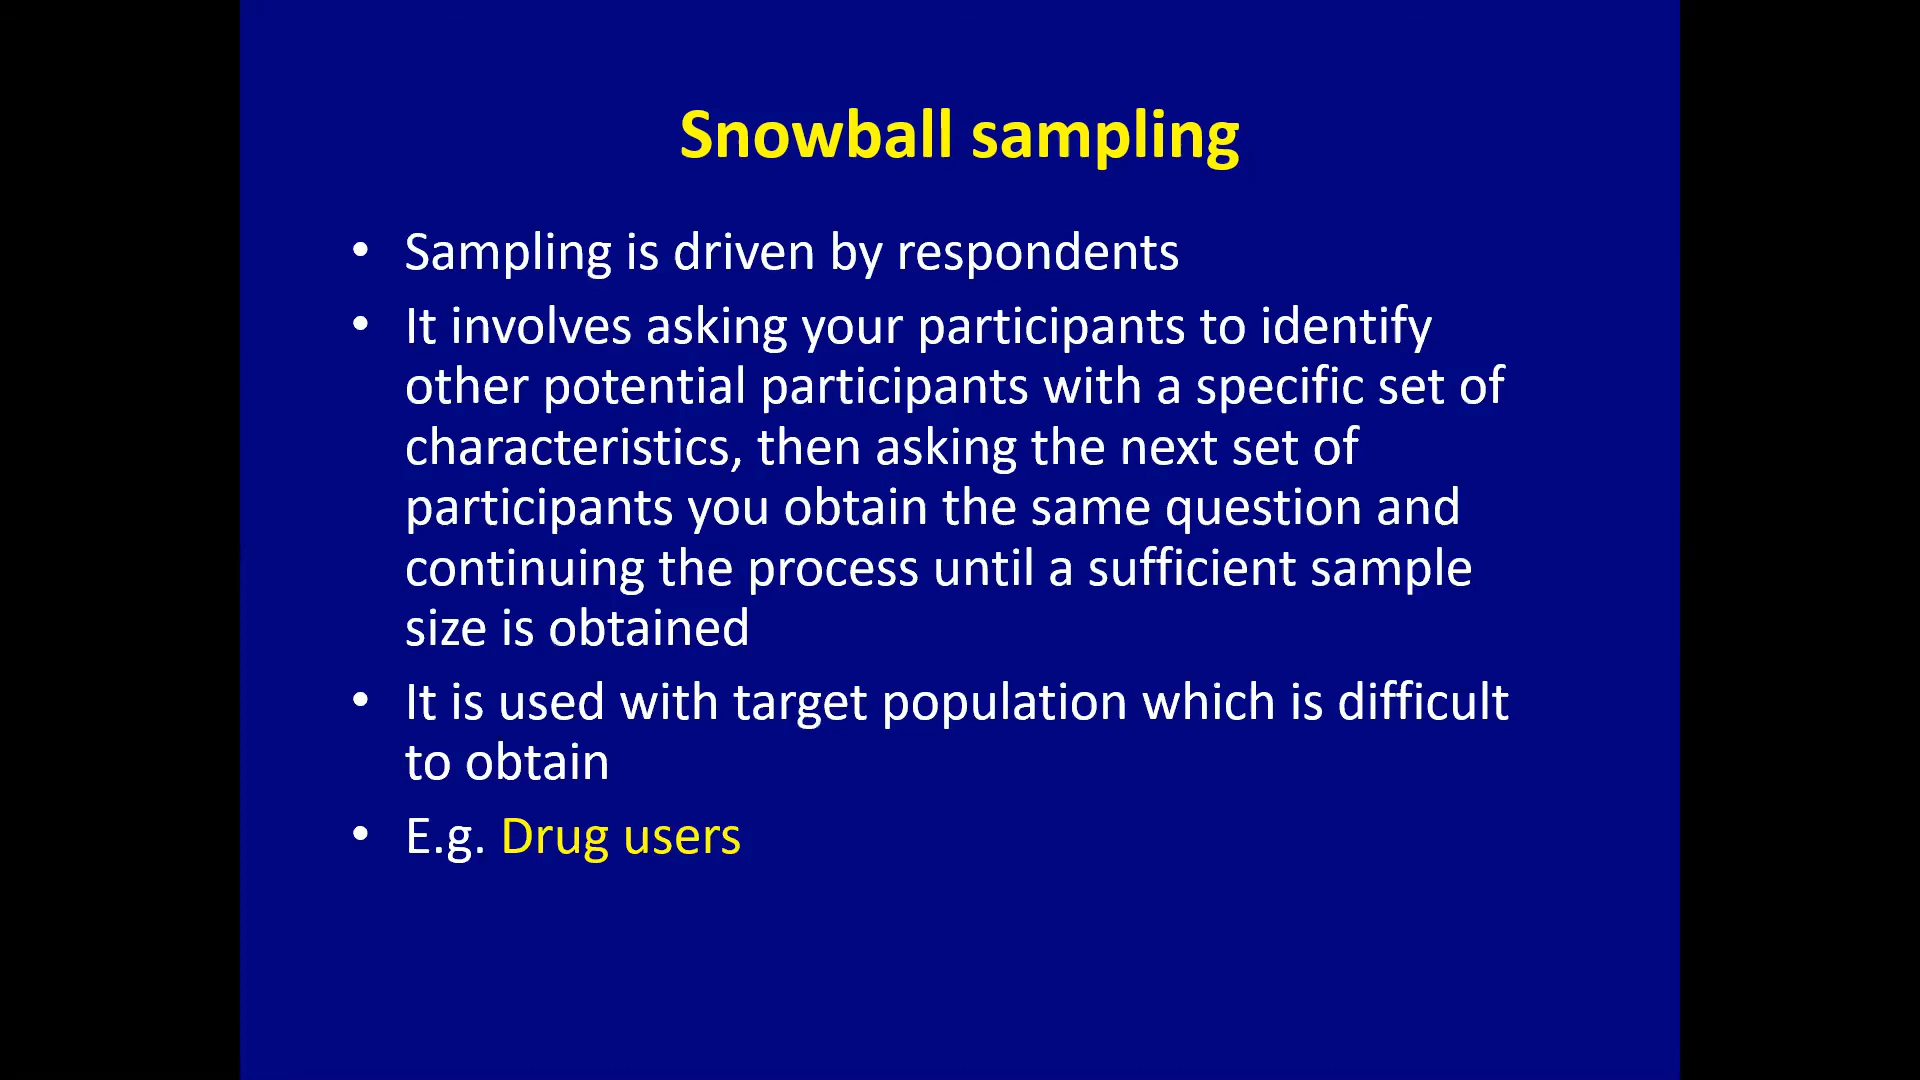 Snowball sampling
• Sampling is driven by respondents
• It involves asking your participants to identify
other potential participants with a specific set of
characteristics, then asking the next set of
participants you obtain the same question and
continuing the process until a sufficient sample
size is obtained
• It is used with target population which is difficult
to obtain
• E.g. Drug users